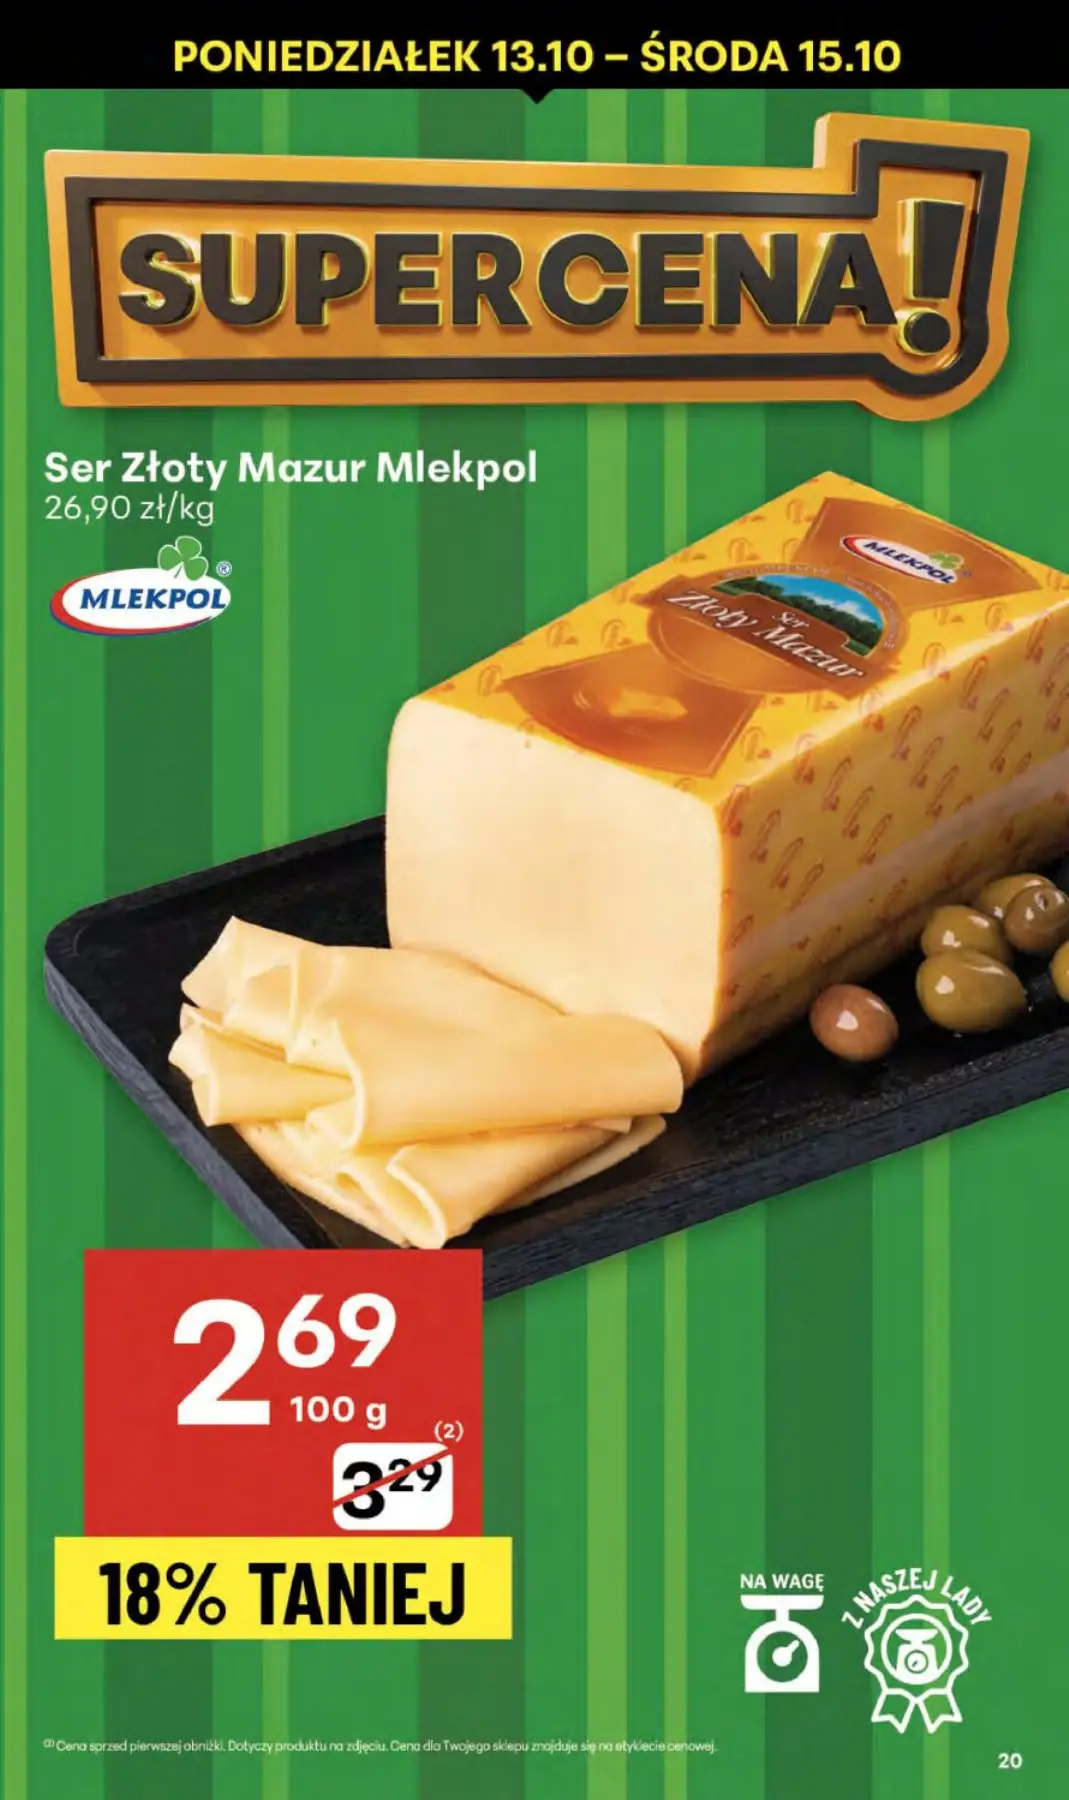 PONIEDZIAŁEK 13.10 – ŚRODA 15.10
SUPERCENA!
Ser Złoty Mazur Mlekpol
26,90 zł/kg
MLEKPOL®
MLEKPOL
Ser
Złoty Mazur
2 69
100 g
(2)
3 29
18% TANIEJ
NA WAGĘ
Z NASZEJ LADY
(2) Cena sprzed pierwszej obniżki. Dotyczy produktu na zdjęciu. Cena dla Twojego sklepu znajduje się na etykiecie cenowej.
20